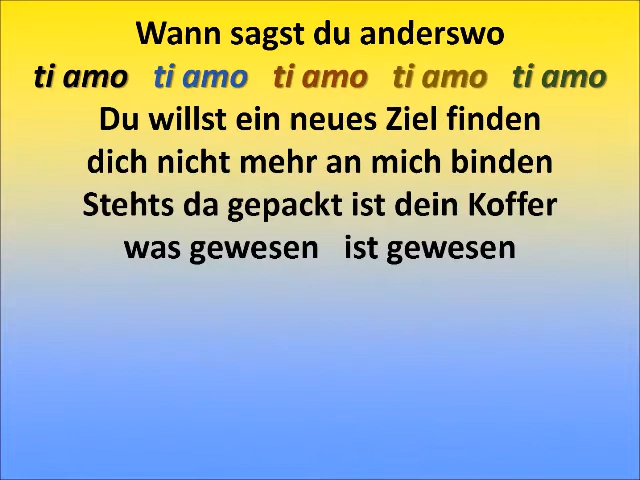 Wann sagst du anderswo
ti amo ti amo ti amo ti amo ti amo
Du willst ein neues Ziel finden
dich nicht mehr an mich binden
Stehts da gepackt ist dein Koffer
was gewesen ist gewesen